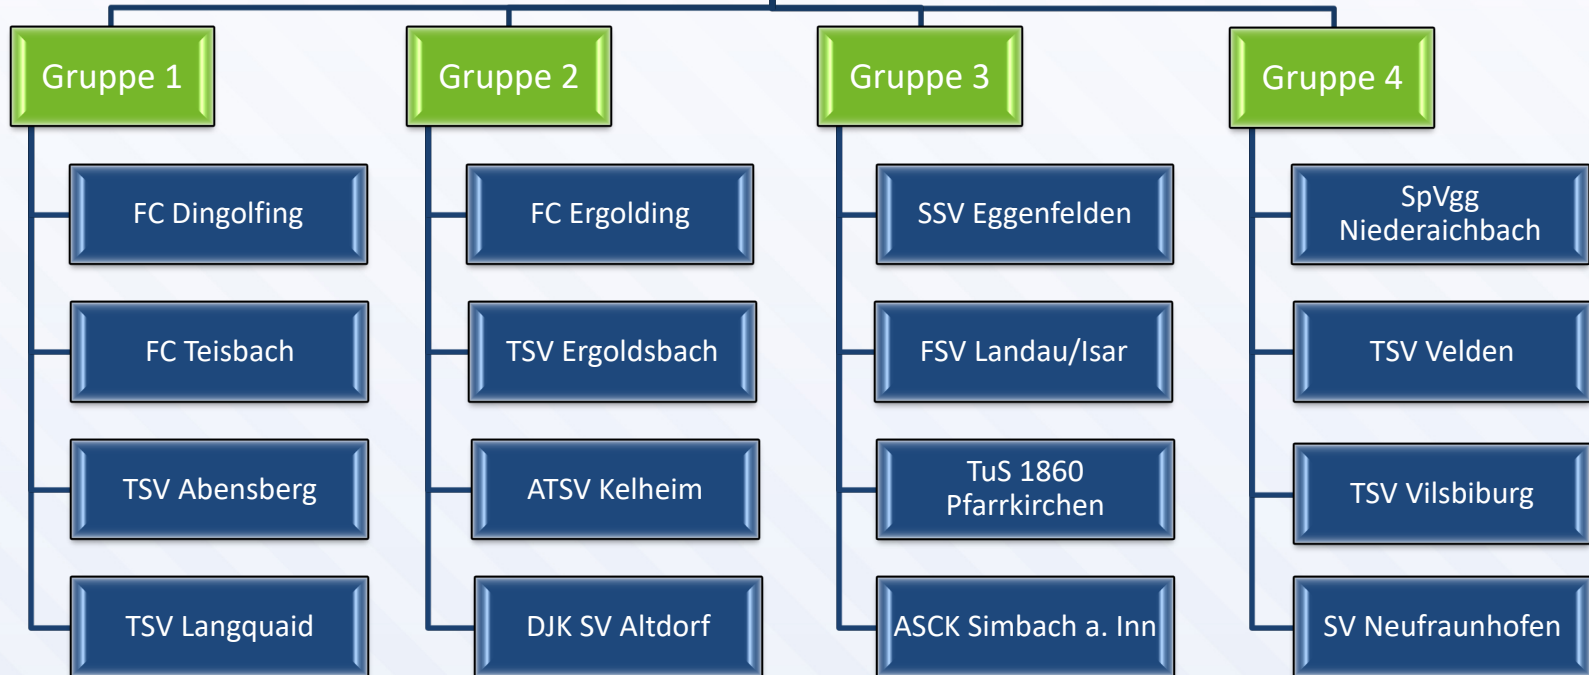 Gruppe 1
FC Dingolfing
FC Teisbach
TSV Abensberg
TSV Langquaid
Gruppe 2
FC Ergolding
TSV Ergoldsbach
ATSV Kelheim
DJK SV Altdorf
Gruppe 3
SSV Eggenfelden
FSV Landau/Isar
TuS 1860
Pfarrkirchen
ASCK Simbach a. Inn
Gruppe 4
SpVgg
Niederaichbach
TSV Velden
TSV Vilsbiburg
SV Neufraunhofen